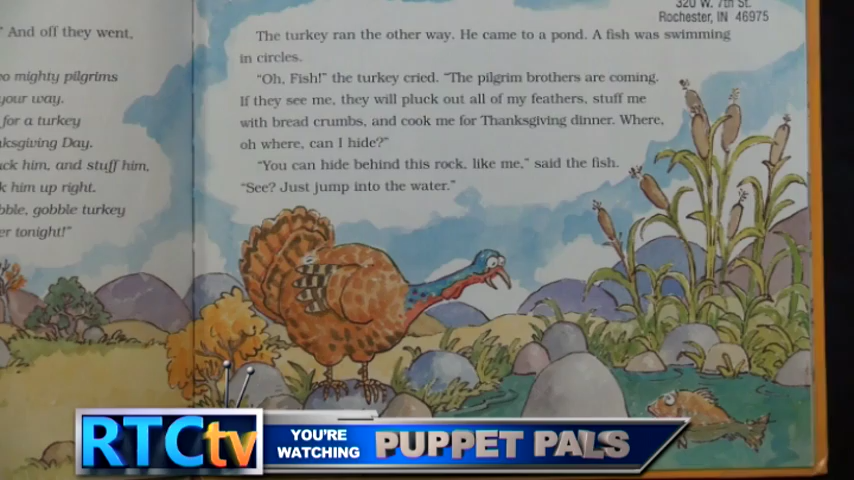 ” And off they went,
o mighty pilgrims
your way.
for a turkey
ksgiving Day.
ck him, and stuff him,
k him up right.
bble, gobble turkey
er tonight!”
320 W. 7th St.
Rochester, IN 46975
The turkey ran the other way. He came to a pond. A fish was swimming
in circles.
“Oh, Fish!” the turkey cried. “The pilgrim brothers are coming.
If they see me, they will pluck out all of my feathers, stuff me
with bread crumbs, and cook me for Thanksgiving dinner. Where,
oh where, can I hide?”
“You can hide behind this rock, like me,” said the fish.
“See? Just jump into the water.”
RTCtv
YOU'RE
WATCHING
PUPPET PALS